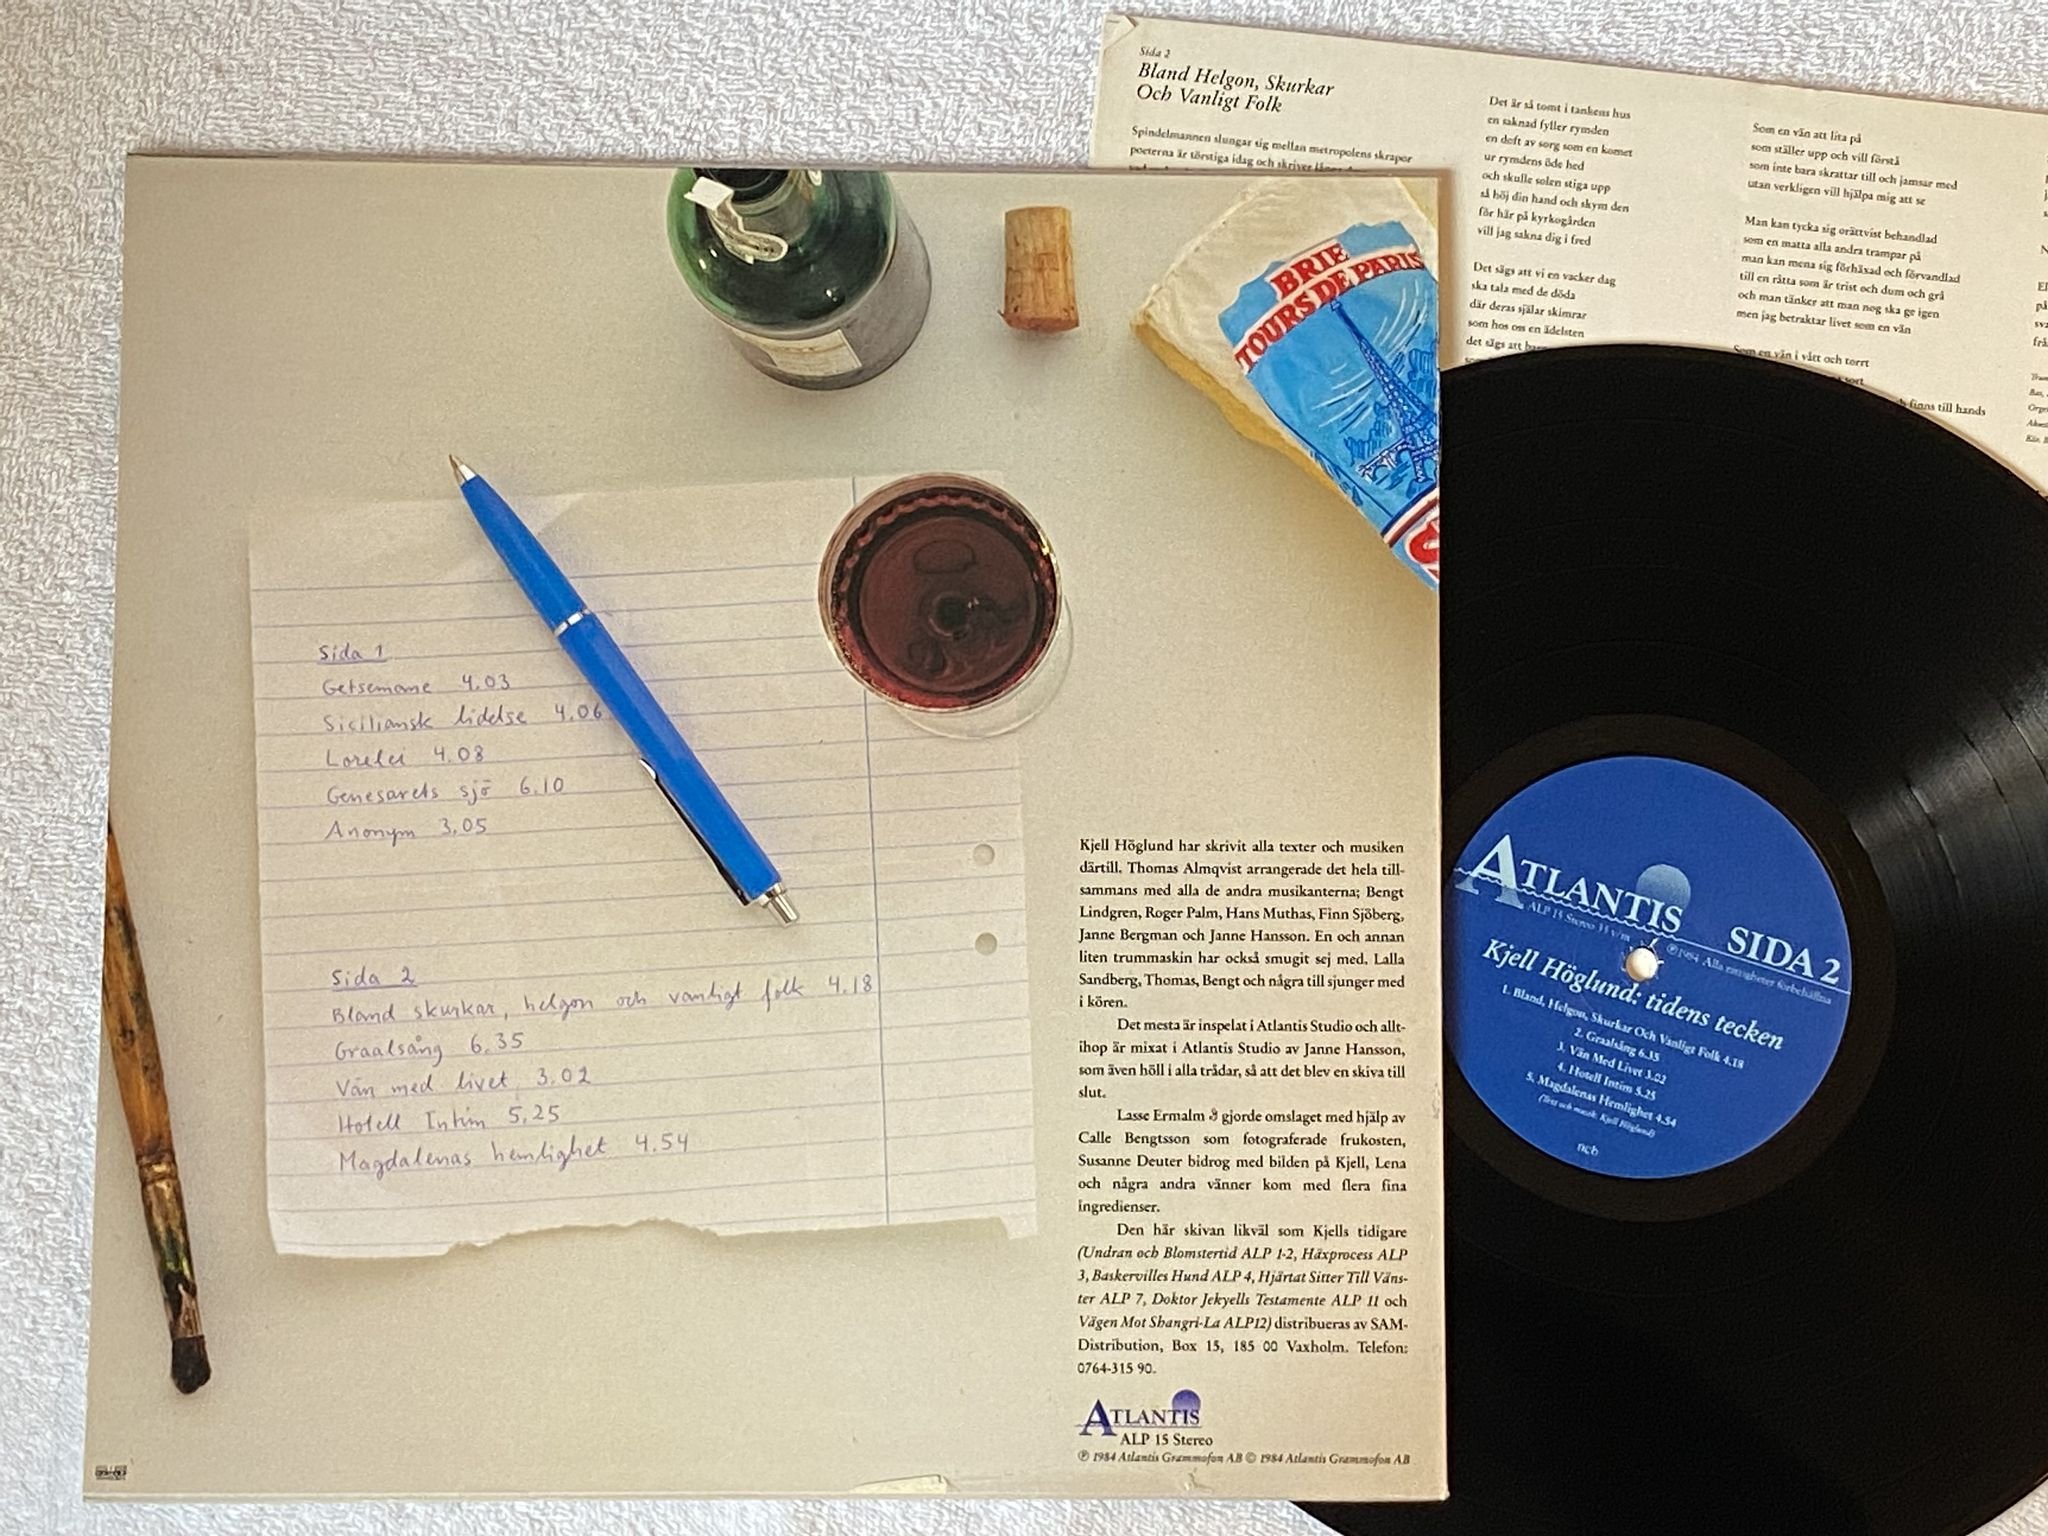 Sida 2
Bland Helgon, Skurkar
Och Vanligt Folk
Spindelmannen slungar sig mellan metropolens skrapor
poeterna är törstiga idag och skriver
Det är så tomt i tankens hus
en saknad fyller rymden
en doft av sorg som en komet
ur rymdens öde hed
och skulle solen stiga upp
så höj din hand och skym den
för här på kyrkogården
vill jag sakna dig i fred
Det sägs att vi en vacker dag
ska tala med de döda
där deras själar skimrar
som hos oss en ädelsten
det sägs att
Som en vän att lita på
som ställer upp och vill förstå
som inte bara skrattar till och jamsar med
utan verkligen vill hjälpa mig att se
Man kan tycka sig orättvist behandlad
som en matta alla andra trampar på
man kan mena sig förhäxad och förvandlad
till en råtta som är trist och dum och grå
och man tänker att man nog ska ge igen
men jag betraktar livet som en vän
Som en vän i vått och torrt
finns till hands
BRIE
TOURS DE PARIS
Sida 1
Getsemane 4.03
Siciliansk lidelse 4.06
Lorelei 4.08
Genesarets sjö 6.10
Anonym 3.05
Sida 2
Bland skurkar, helgon och vanligt folk 4.18
Graalsång 6.35
Vän med livet 3.02
Hotell Intim 5.25
Magdalenas hemlighet 4.54
Kjell Höglund har skrivit alla texter och musiken
därtill. Thomas Almqvist arrangerade det hela till-
sammans med alla de andra musikanterna; Bengt
Lindgren, Roger Palm, Hans Muthas, Finn Sjöberg,
Janne Bergman och Janne Hansson. En och annan
liten trummaskin har också smugit sej med. Lalla
Sandberg, Thomas, Bengt och några till sjunger med
i kören.
Det mesta är inspelat i Atlantis Studio och allt-
ihop är mixat i Atlantis Studio av Janne Hansson,
som även höll i alla trådar, så att det blev en skiva till
slut.
Lasse Ermalm gjorde omslaget med hjälp av
Calle Bengtsson som fotograferade frukosten,
Susanne Deuter bidrog med bilden på Kjell, Lena
och några andra vänner kom med flera fina
ingredienser.
Den här skivan likväl som Kjells tidigare
(Undran och Blomstertid ALP 1-2, Häxprocess ALP
3, Baskervilles Hund ALP 4, Hjärtat Sitter Till Väns-
ter ALP 7, Doktor Jekyells Testamente ALP 11 och
Vägen Mot Shangri-La ALP12) distribueras av SAM-
Distribution, Box 15, 185 00 Vaxholm. Telefon:
0764-315 90.
ATLANTIS
ALP 15 Stereo
℗ 1984 Atlantis Grammofon AB © 1984 Atlantis Grammofon AB
ATLANTIS
ALP 15 Stereo 33 v/m
SIDA 2
℗1984 Alla rättigheter förbehållna
Kjell Höglund: tidens tecken
1. Bland, Helgon, Skurkar Och Vanligt Folk 4.18
2. Graalsång 6.35
3. Vän Med Livet 3.02
4. Hotell Intim 5.25
5. Magdalenas Hemlighet 4.54
(Text och musik: Kjell Höglund)
ncb